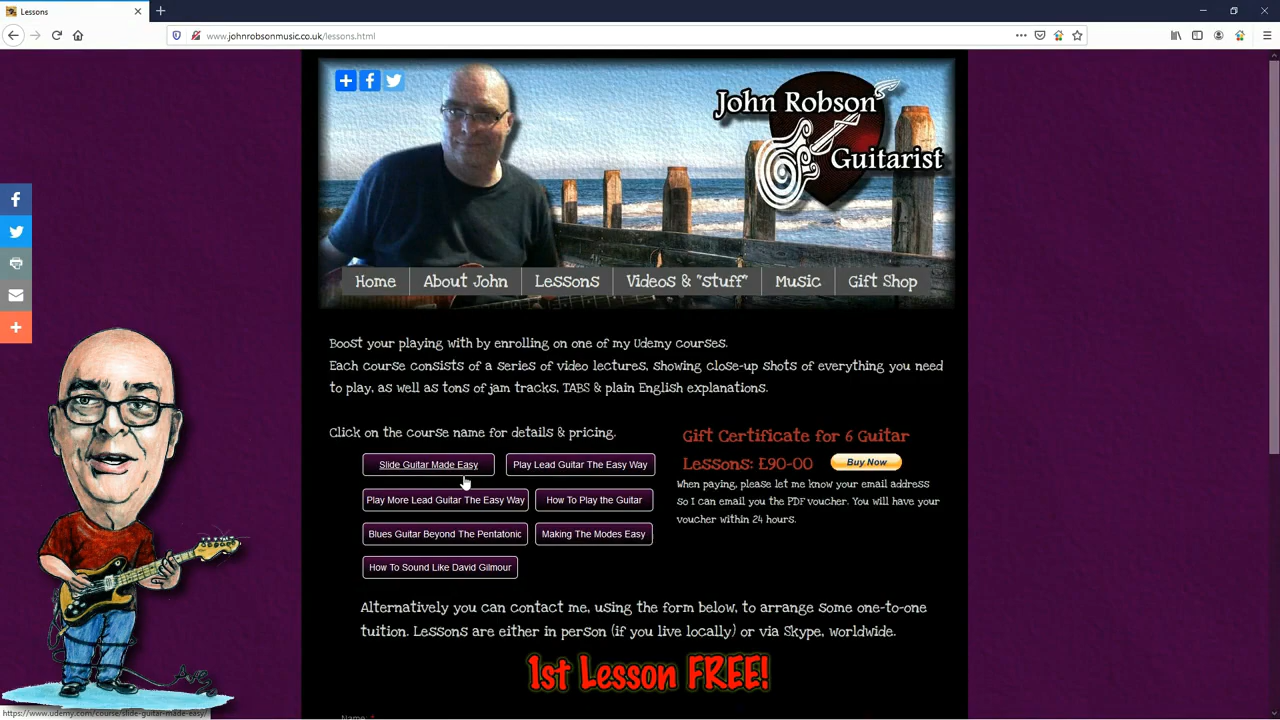 Lessons
www.johnrobsonmusic.co.uk/lessons.html
John Robson
Guitarist
Home
About John
Lessons
Videos & "stuff"
Music
Gift Shop
Boost your playing with by enrolling on one of my Udemy courses.
Each course consists of a series of video lectures, showing close-up shots of everything you need
to play, as well as tons of jam tracks, TABS & plain English explanations.
Click on the course name for details & pricing.
Slide Guitar Made Easy
Play Lead Guitar The Easy Way
Play More Lead Guitar The Easy Way
How To Play the Guitar
Blues Guitar Beyond The Pentatonic
Making The Modes Easy
How To Sound Like David Gilmour
Gift Certificate for 6 Guitar
Lessons: £90-00
Buy Now
When paying, please let me know your email address
so I can email you the PDF voucher. You will have your
voucher within 24 hours.
Alternatively you can contact me, using the form below, to arrange some one-to-one
tuition. Lessons are either in person (if you live locally) or via Skype, worldwide.
1st Lesson FREE!
Name: *
https://www.udemy.com/course/slide-guitar-made-easy/